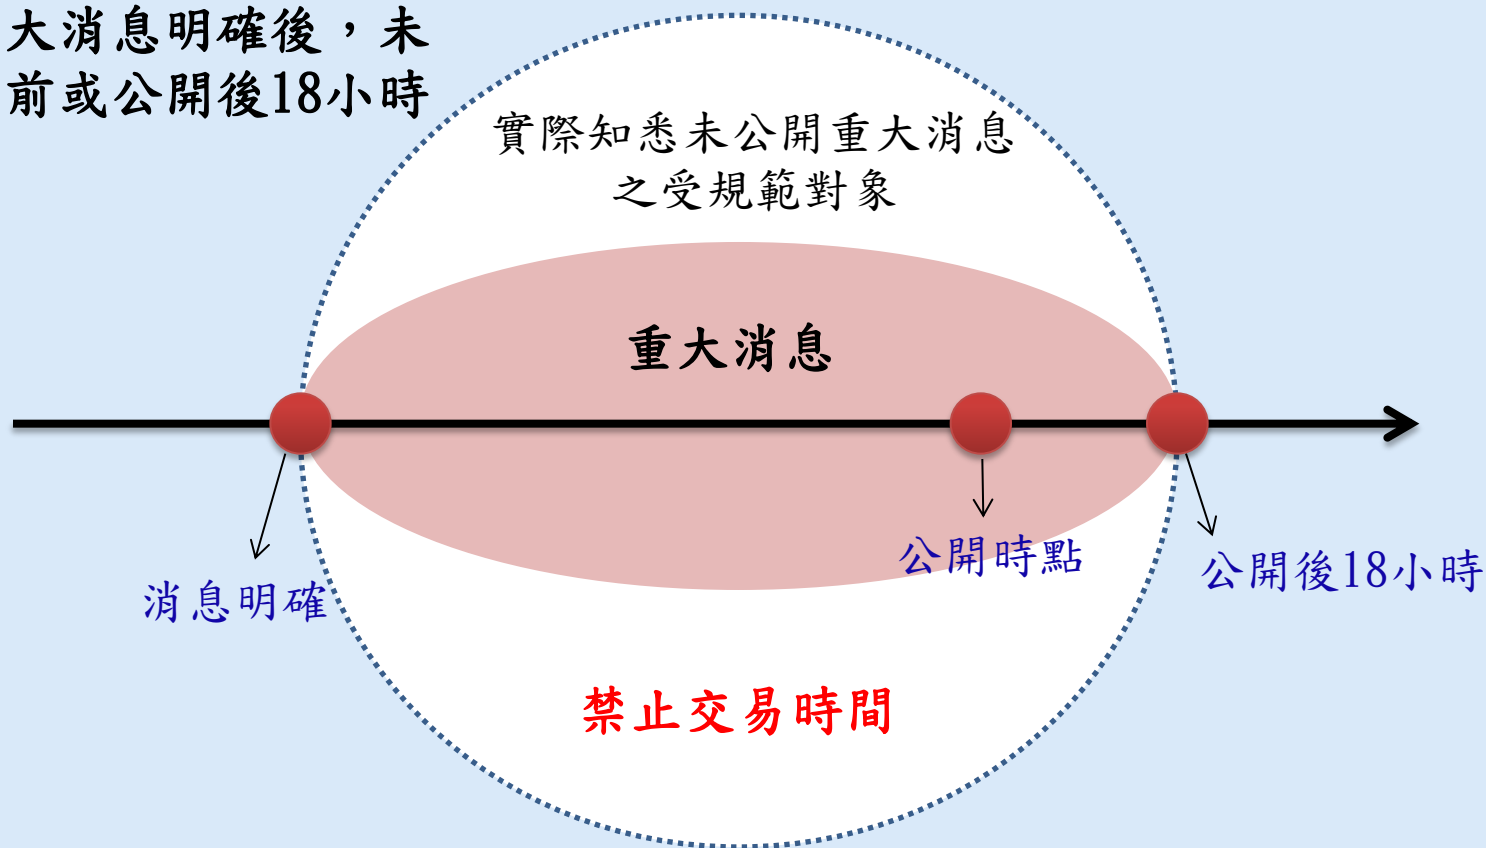 大消息明確後，未
前或公開後18小時
實際知悉未公開重大消息
之受規範對象
重大消息
公開時點
公開後18小時
消息明確
禁止交易時間